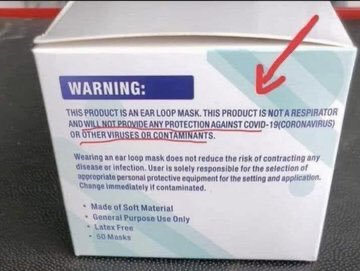 WARNING:
THIS PRODUCT IS AN EAR LOOP MASK. THIS PRODUCT IS NOT A RESPIRATOR
AND WILL NOT PROVIDE ANY PROTECTION AGAINST COVID-19(CORONAVIRUS)
OR OTHER VIRUSES OR CONTAMINANTS.
Wearing an ear loop mask does not reduce the risk of contracting any
disease or infection. User is solely responsible for the selection of
appropriate personal protective equipment for the setting and application.
Change immediately if contaminated.
• Made of Soft Material
• General Purpose Use Only
• Latex Free
• 50 Masks